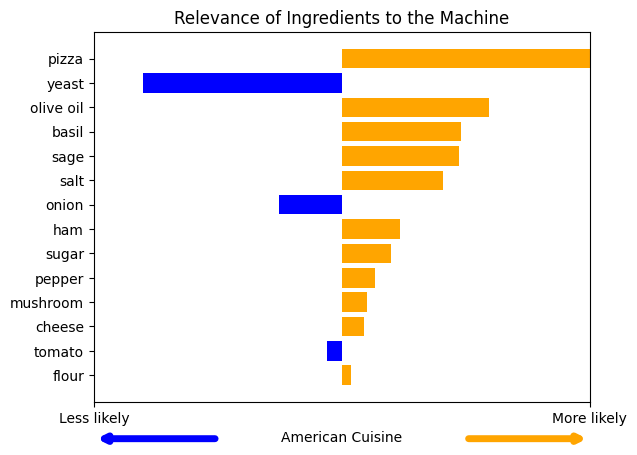 Relevance of Ingredients to the Machine
pizza
yeast
olive oil
basil
sage
salt
onion
ham
sugar
pepper
mushroom
cheese
tomato
flour
Less likely
More likely
American Cuisine